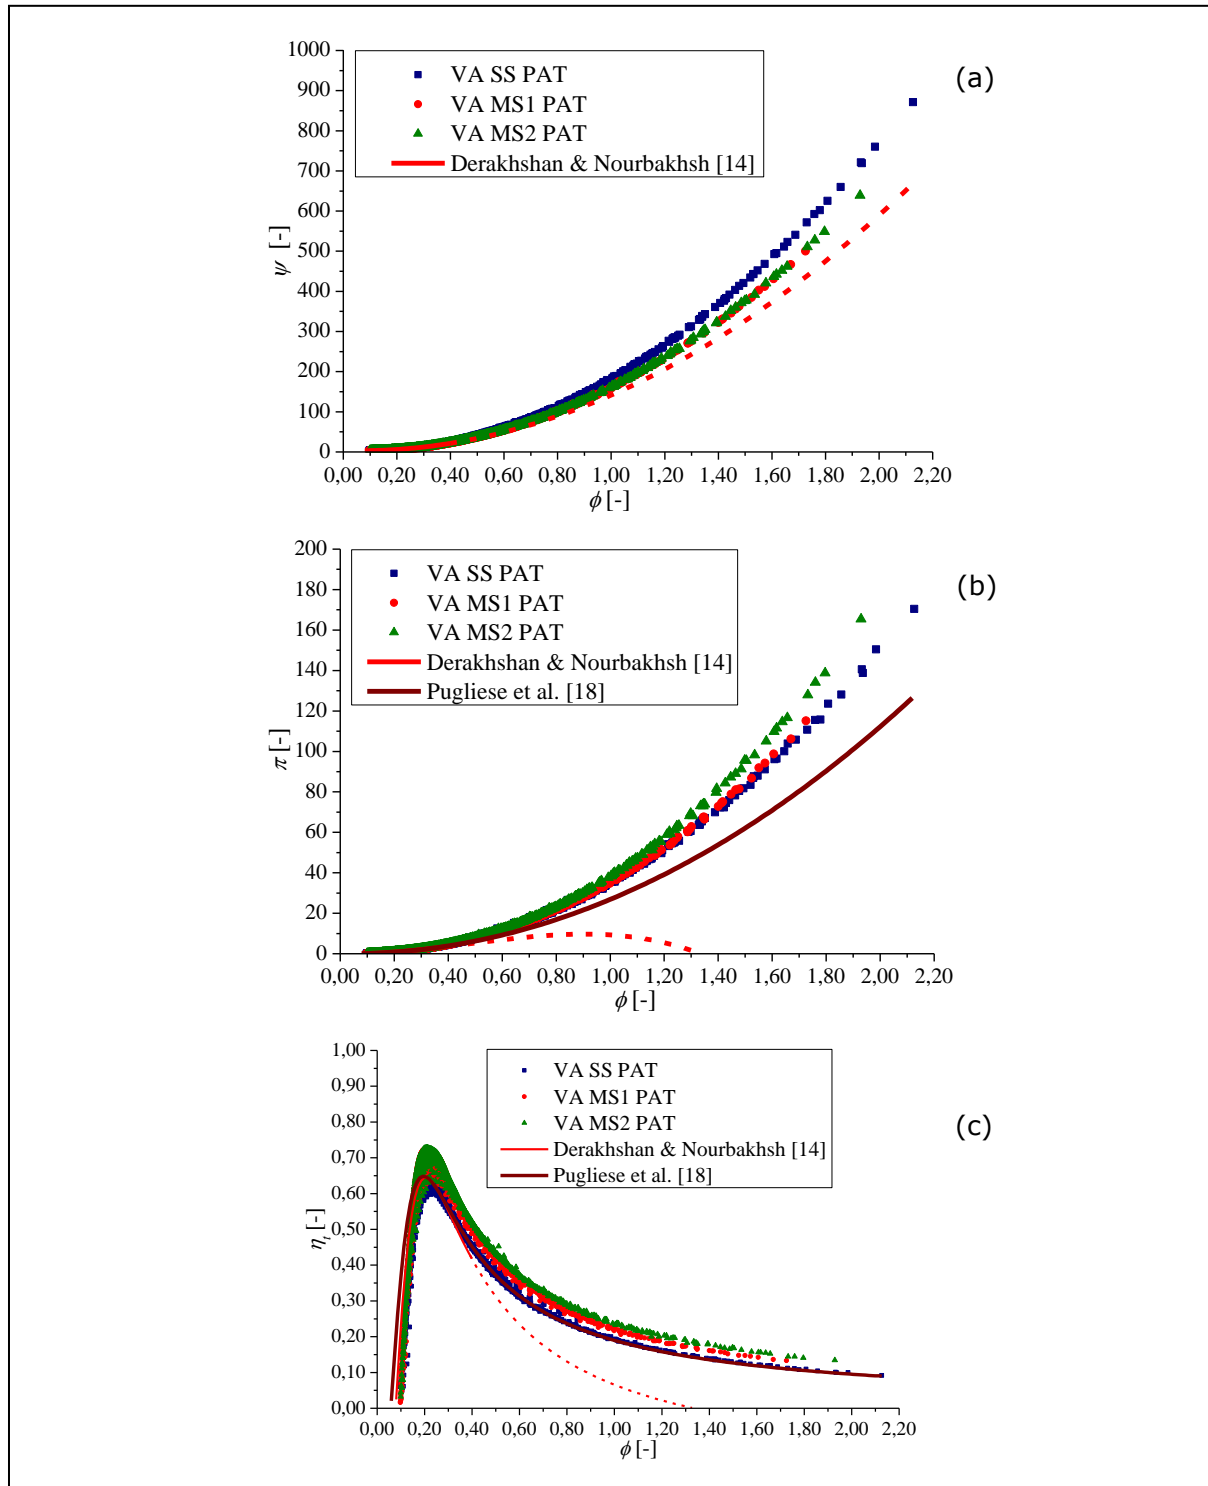 (a)
VA SS PAT
VA MS1 PAT
VA MS2 PAT
Derakhshan & Nourbakhsh [14]
1000
900
800
700
600
500
400
300
200
100
0
ψ [-]
0,00 0,20 0,40 0,60 0,80 1,00 1,20 1,40 1,60 1,80 2,00 2,20
ϕ [-]
(b)
VA SS PAT
VA MS1 PAT
VA MS2 PAT
Derakhshan & Nourbakhsh [14]
Pugliese et al. [18]
200
180
160
140
120
100
80
60
40
20
0
π [-]
0,00 0,20 0,40 0,60 0,80 1,00 1,20 1,40 1,60 1,80 2,00 2,20
ϕ [-]
(c)
VA SS PAT
VA MS1 PAT
VA MS2 PAT
Derakhshan & Nourbakhsh [14]
Pugliese et al. [18]
1,00
0,90
0,80
0,70
0,60
0,50
0,40
0,30
0,20
0,10
0,00
η_t [-]
0,00 0,20 0,40 0,60 0,80 1,00 1,20 1,40 1,60 1,80 2,00 2,20
ϕ [-]